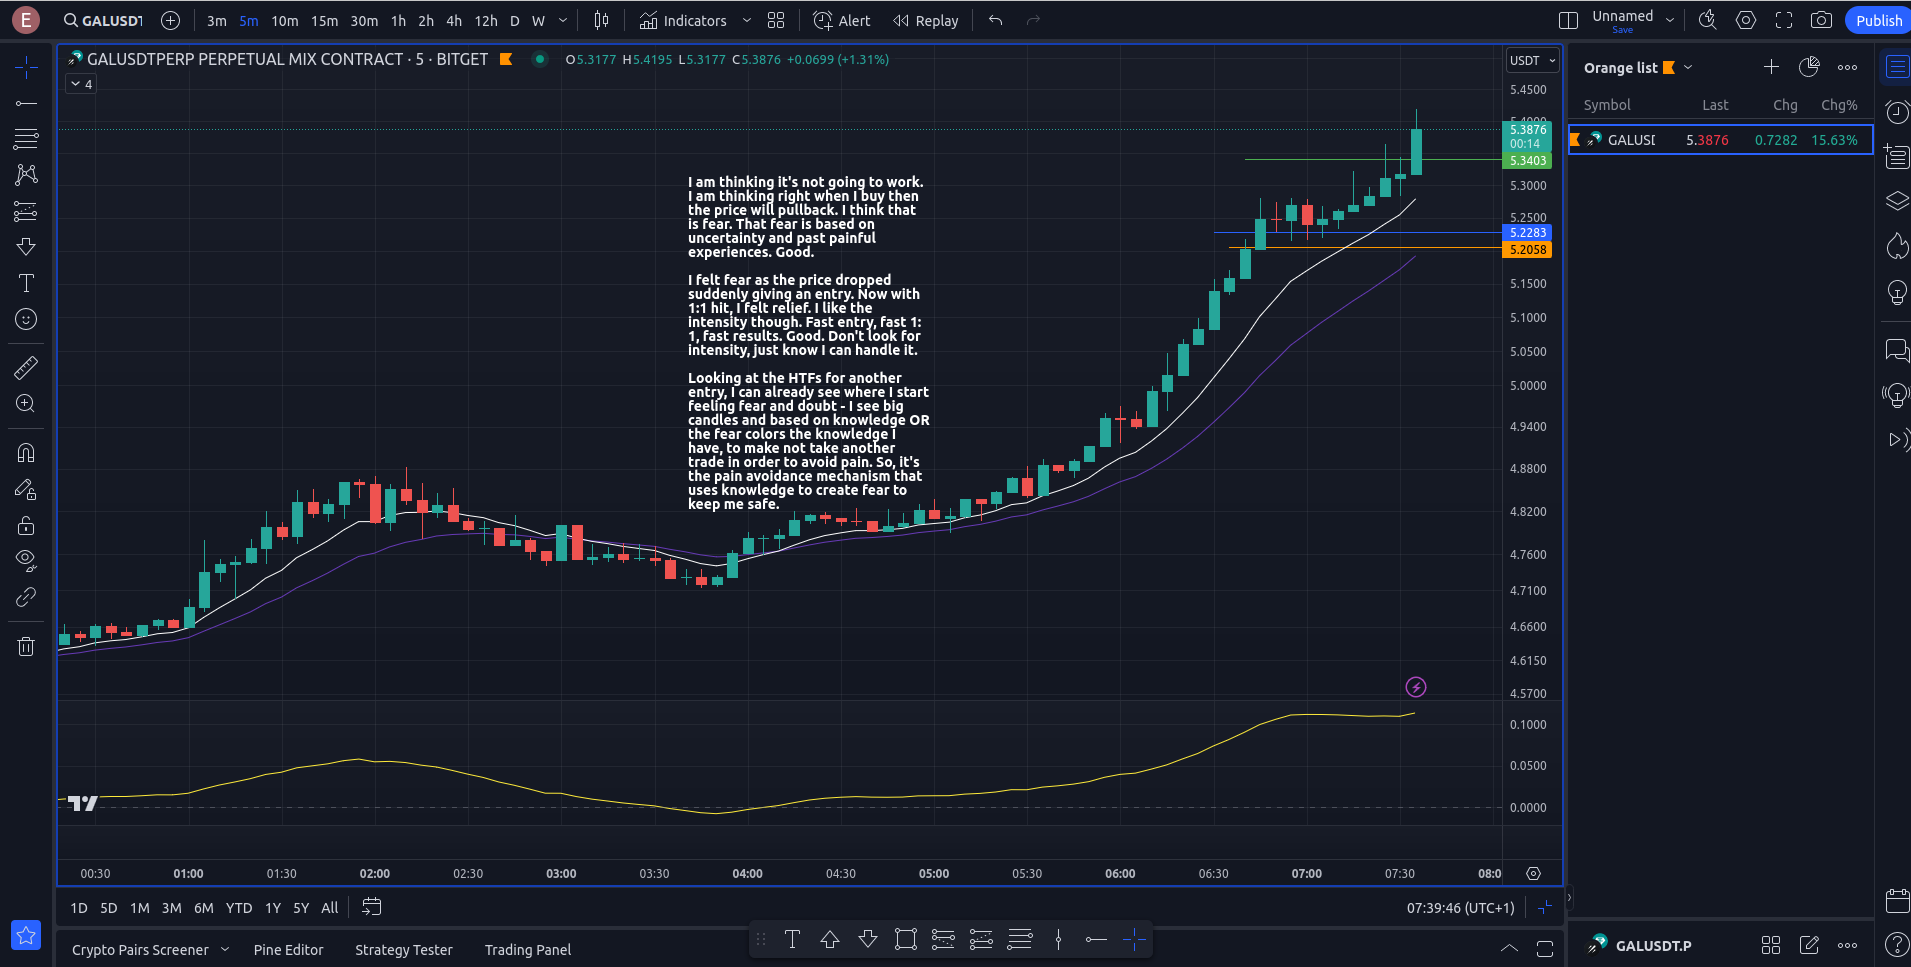 E
GALUSDT
3m 5m 10m 15m 30m 1h 2h 4h 12h D W
Indicators
Alert
Replay
Unnamed
Save
Publish
GALUSDTPERP PERPETUAL MIX CONTRACT · 5 · BITGET
O5.3177 H5.4195 L5.3177 C5.3876 +0.0699 (+1.31%)
4
USDT
5.4500
5.4000
5.3876
00:14
5.3403
5.3000
5.2500
5.2283
5.2058
5.1500
5.1000
5.0500
5.0000
4.9400
4.8800
4.8200
4.7600
4.7100
4.6600
4.6150
4.5700
0.1000
0.0500
0.0000
I am thinking it's not going to work.
I am thinking right when I buy then
the price will pullback. I think that
is fear. That fear is based on
uncertainty and past painful
experiences. Good.
I felt fear as the price dropped
suddenly giving an entry. Now with
1:1 hit, I felt relief. I like the
intensity though. Fast entry, fast 1:
1, fast results. Good. Don't look for
intensity, just know I can handle it.
Looking at the HTFs for another
entry, I can already see where I start
feeling fear and doubt - I see big
candles and based on knowledge OR
the fear colors the knowledge I
have, to make not take another
trade in order to avoid pain. So, it's
the pain avoidance mechanism that
uses knowledge to create fear to
keep me safe.
00:30 01:00 01:30 02:00 02:30 03:00 03:30 04:00 04:30 05:00 05:30 06:00 06:30 07:00 07:30 08:0
1D 5D 1M 3M 6M YTD 1Y 5Y All
07:39:46 (UTC+1)
Crypto Pairs Screener
Pine Editor
Strategy Tester
Trading Panel
Orange list
Symbol Last Chg Chg%
GALUSD 5.3876 0.7282 15.63%
GALUSDT.P